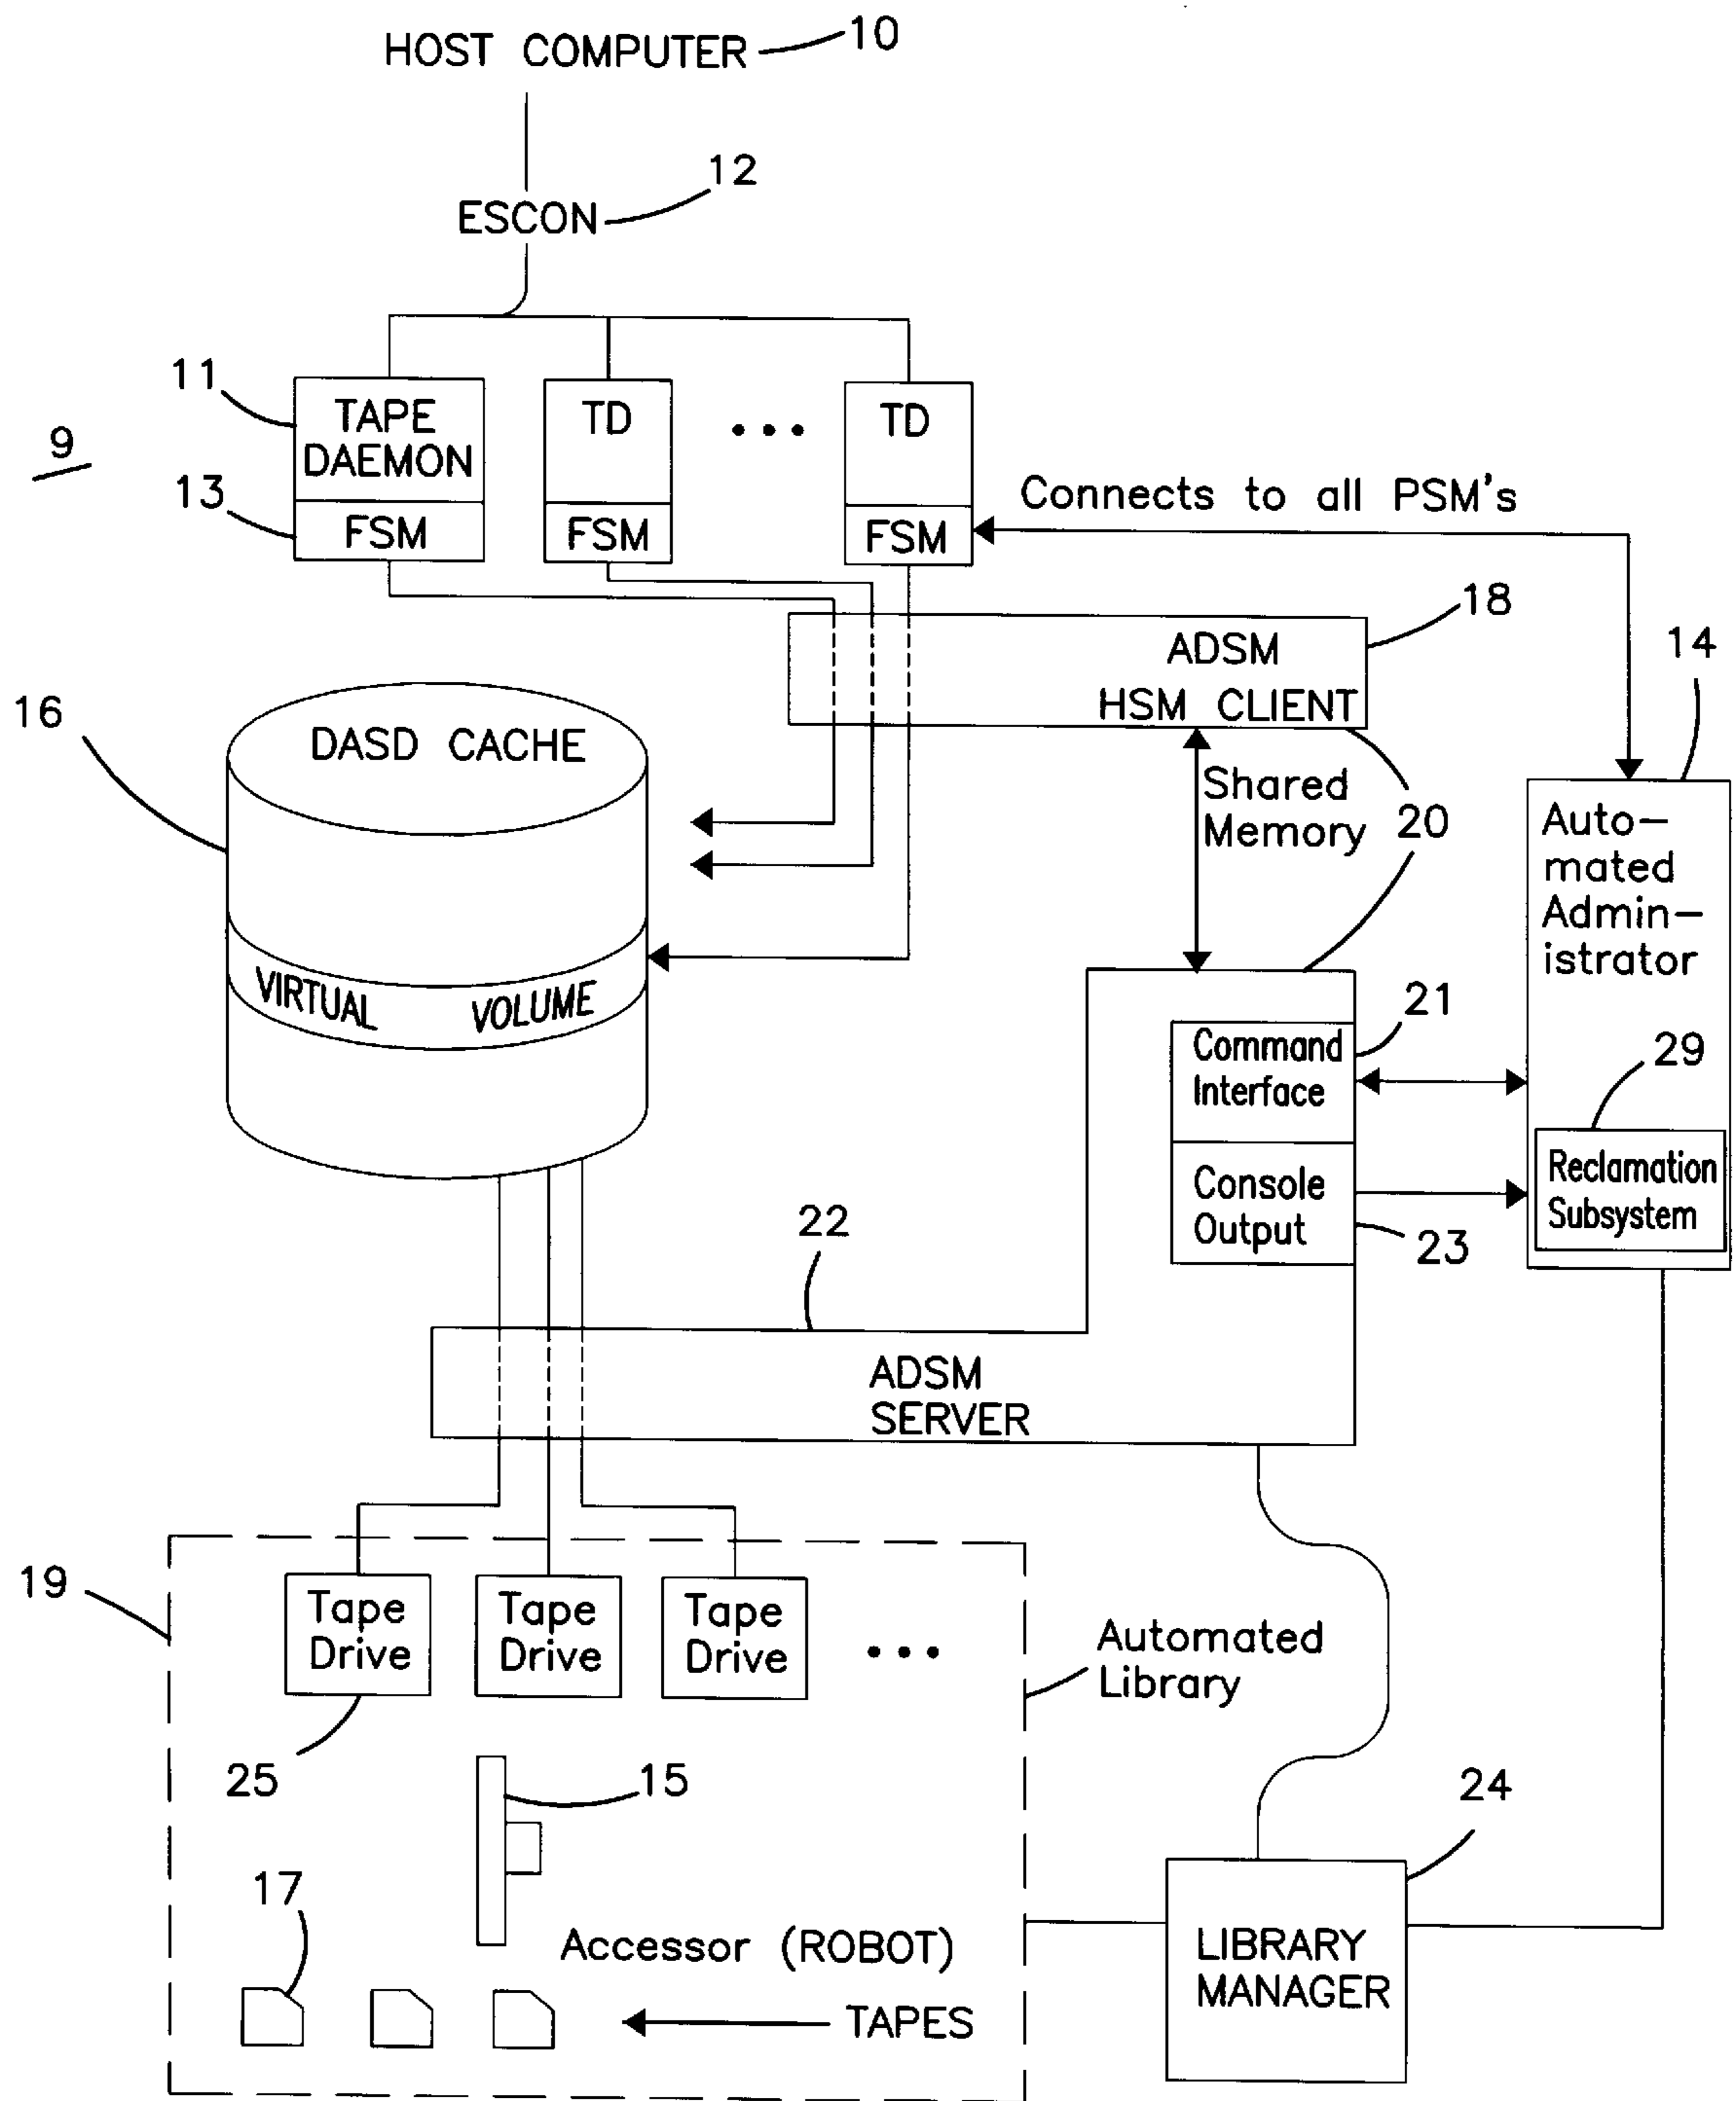 HOST COMPUTER 10
12
ESCON
11
TAPE DAEMON
TD
TD
9
13
FSM
FSM
FSM
Connects to all PSM's
18
ADSM
HSM CLIENT
14
16
DASD CACHE
Shared
Memory
20
Auto-
mated
Admin-
istrator
VIRTUAL VOLUME
21
Command
Interface
29
Reclamation
Subsystem
Console
Output
23
22
ADSM
SERVER
19
Tape
Drive
Tape
Drive
Tape
Drive
Automated
Library
25
15
24
17
Accessor (ROBOT)
LIBRARY
MANAGER
TAPES